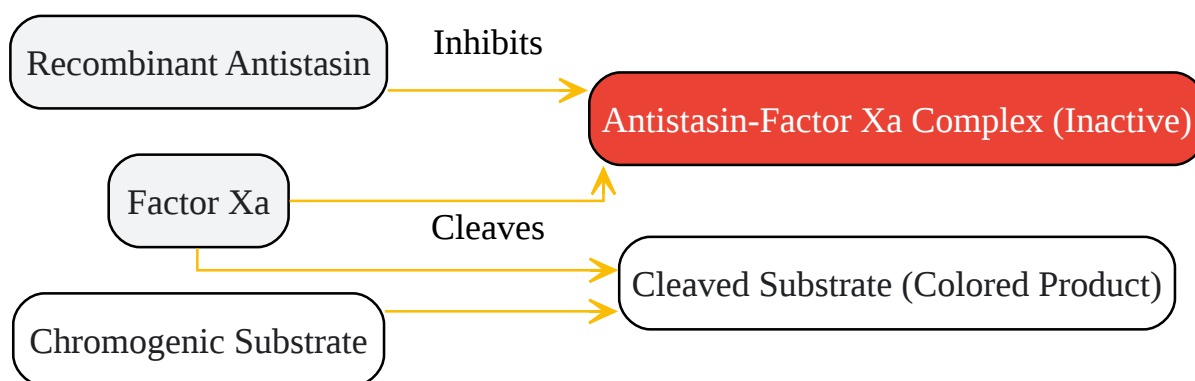 Inhibits
Recombinant Antistasin
Antistasin-Factor Xa Complex (Inactive)
Factor Xa
Cleaves
Cleaved Substrate (Colored Product)
Chromogenic Substrate